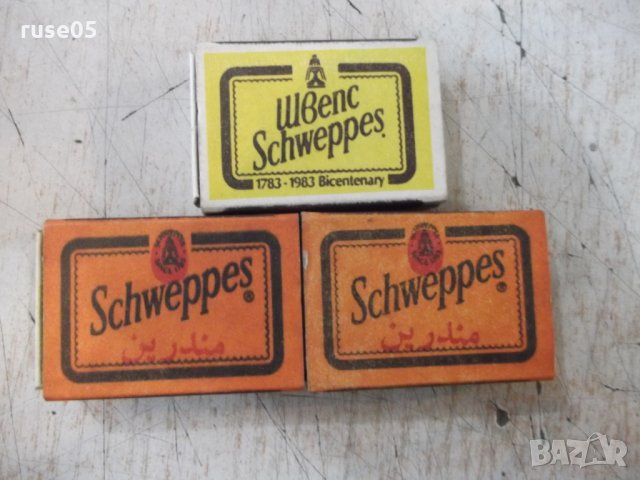 ruse05
Швепс
Schweppes
1783-1983 Bicentenary
Schweppes®
مندرين
Schweppes®
مندرين
BAZAR